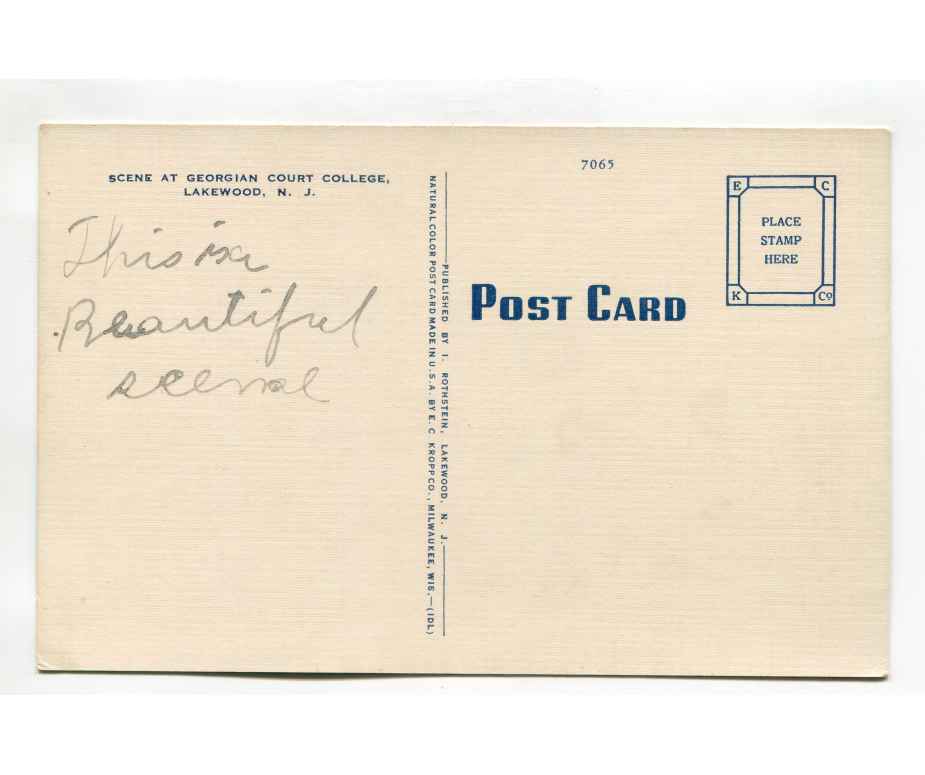 SCENE AT GEORGIAN COURT COLLEGE,
LAKEWOOD, N. J.
This is a
Beautiful
scene
NATURAL COLOR POST CARD MADE IN U.S.A. BY E. C. KROPP CO., MILWAUKEE, WIS.—(IDL)
PUBLISHED BY I. ROTHSTEIN, LAKEWOOD, N. J.
7065
POST CARD
E C
PLACE
STAMP
HERE
K Co